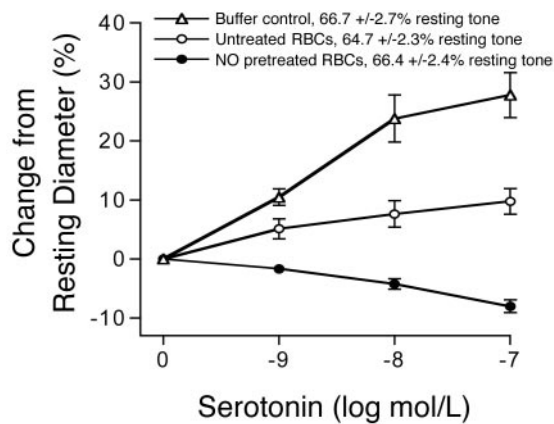 Buffer control, 66.7 +/-2.7% resting tone
Untreated RBCs, 64.7 +/-2.3% resting tone
NO pretreated RBCs, 66.4 +/-2.4% resting tone
Change from
Resting Diameter (%)
40
30
20
10
0
-10
0 -9 -8 -7
Serotonin (log mol/L)